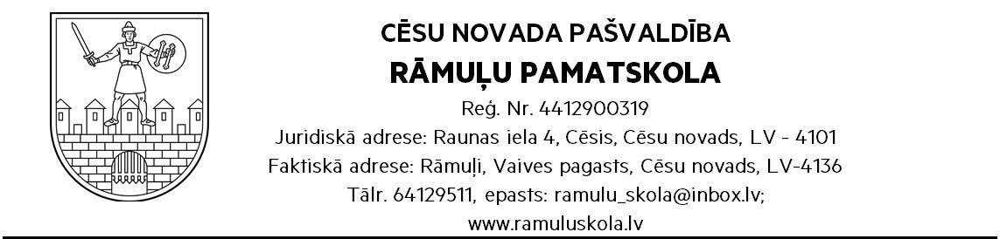 CĒSU NOVADA PAŠVALDĪBA
RĀMUĻU PAMATSKOLA
Reģ. Nr. 4412900319
Juridiskā adrese: Raunas iela 4, Cēsis, Cēsu novads, LV - 4101
Faktiskā adrese: Rāmuļi, Vaives pagasts, Cēsu novads, LV-4136
Tālr. 64129511, epasts: ramulu_skola@inbox.lv;
www.ramuluskola.lv